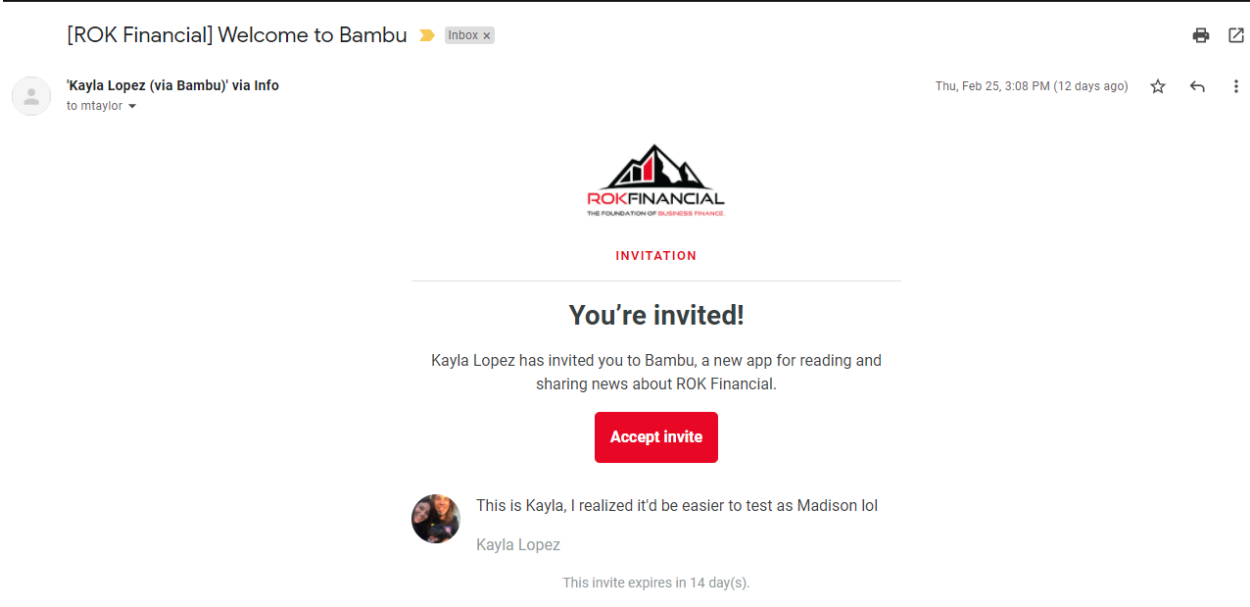 [ROK Financial] Welcome to Bambu Inbox x
'Kayla Lopez (via Bambu)' via Info
Thu, Feb 25, 3:08 PM (12 days ago)
to mtaylor
ROKFINANCIAL
THE FOUNDATION OF BUSINESS FINANCE.
INVITATION
You’re invited!
Kayla Lopez has invited you to Bambu, a new app for reading and
sharing news about ROK Financial.
Accept invite
This is Kayla, I realized it'd be easier to test as Madison lol
Kayla Lopez
This invite expires in 14 day(s).